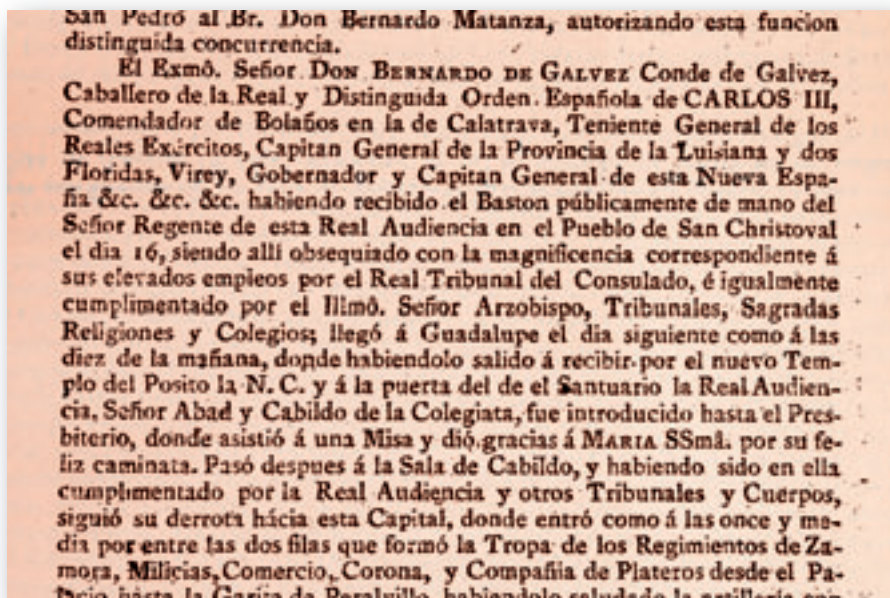 San Pedro al Br. Don Bernardo Matanza, autorizando esta funcion
distinguida concurrencia.
El Exmô. Señor DON BERNARDO DE GALVEZ Conde de Galvez,
Caballero de la Real y Distinguida Orden Española de CARLOS III,
Comendador de Bolaños en la de Calatrava, Teniente General de los
Reales Exércitos, Capitan General de la Provincia de la Luisiana y dos
Floridas, Virey, Gobernador y Capitan General de esta Nueva Espa-
ña &c. &c. &c. habiendo recibido el Baston públicamente de mano del
Señor Regente de esta Real Audiencia en el Pueblo de San Christoval
el dia 16, siendo allí obsequiado con la magnificencia correspondiente á
sus elevados empleos por el Real Tribunal del Consulado, é igualmente
cumplimentado por el Illmô. Señor Arzobispo, Tribunales, Sagradas
Religiones y Colegios; llegó á Guadalupe el dia siguiente como á las
diez de la mañana, donde habiendolo salido á recibir por el nuevo Tem-
plo del Posito la N. C. y á la puerta del de el Santuario la Real Audien-
cia, Señor Abad y Cabildo de la Colegiata, fue introducido hasta el Pres-
biterio, donde asistió á una Misa y dió gracias á MARIA SSmâ. por su fe-
liz caminata. Pasó despues á la Sala de Cabildo, y habiendo sido en ella
cumplimentado por la Real Audiencia y otros Tribunales y Cuerpos,
siguió su derrota hácia esta Capital, donde entró como á las once y me-
dia por entre las dos filas que formó la Tropa de los Regimientos de Za-
mora, Milicias, Comercio, Corona, y Compañia de Plateros desde el Pa-
lacio hasta la Garita de Peralvillo, habiendolo saludado la artillería con